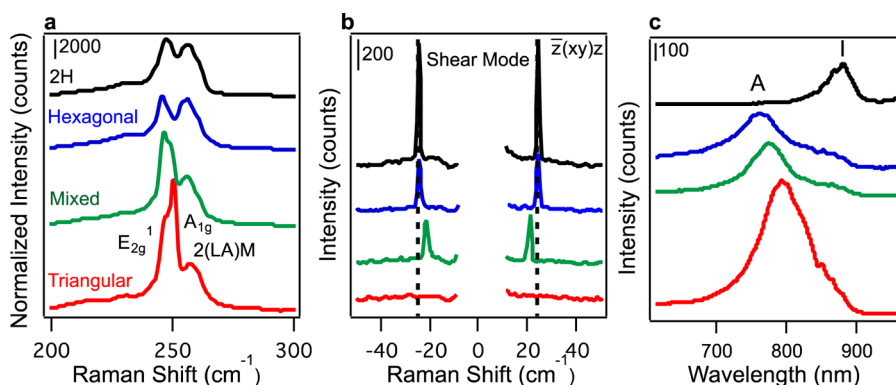 a
Normalized Intensity (counts)
2000
2H
Hexagonal
Mixed
E2g1
A1g
2(LA)M
Triangular
200
250
300
Raman Shift (cm-1)
b
Intensity (counts)
200
Shear Mode
z̅(xy)z
-40
-20
0
20
40
Raman Shift (cm-1)
c
Intensity (counts)
100
A
I
700
800
900
Wavelength (nm)